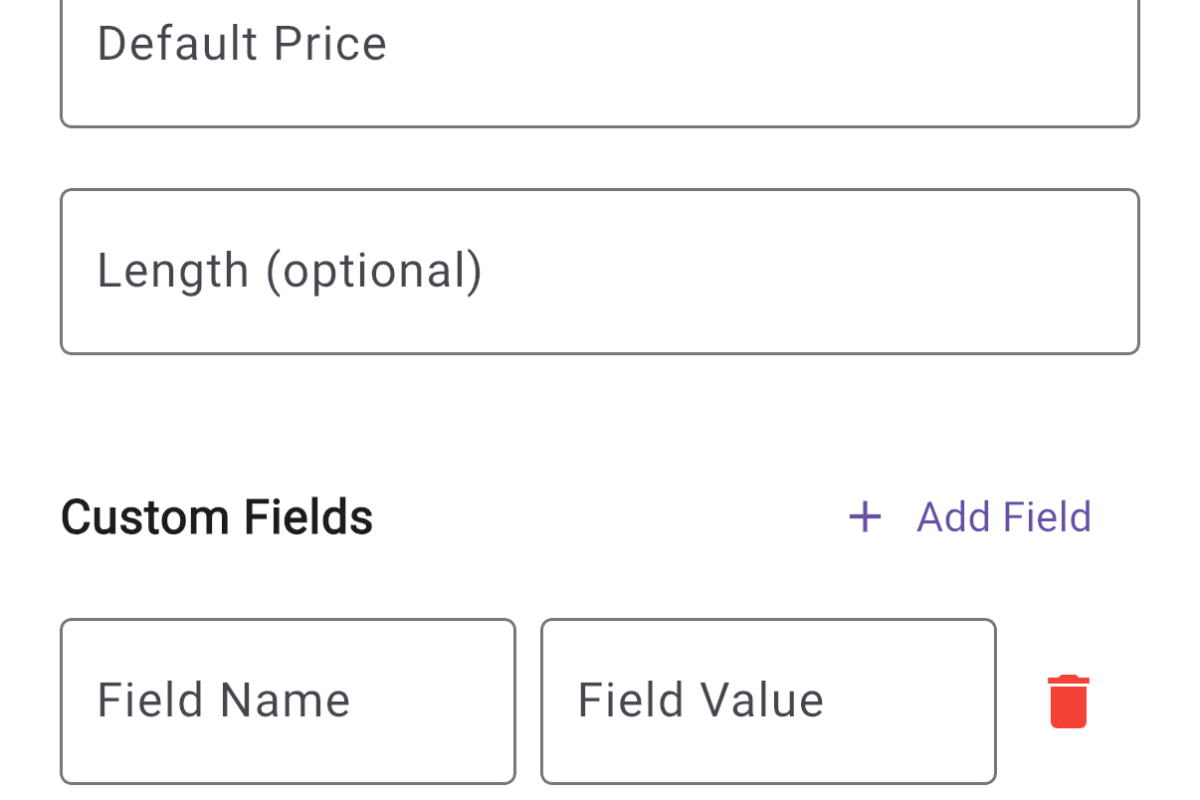 Default Price
Length (optional)
Custom Fields
+ Add Field
Field Name
Field Value